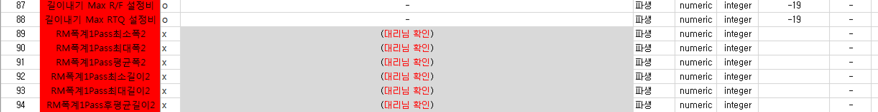 87 길이내기 Max R/F 설정비 o - 파생 numeric integer -19 -
88 길이내기 Max RTQ 설정비 o - 파생 numeric integer -19 -
89 RM폭계1Pass최소폭2 x (대리님 확인) 파생 numeric integer -
90 RM폭계1Pass최대폭2 x (대리님 확인) 파생 numeric integer -
91 RM폭계1Pass평균폭2 x (대리님 확인) 파생 numeric integer -
92 RM폭계1Pass최소길이2 x (대리님 확인) 파생 numeric integer -
93 RM폭계1Pass최대길이2 x (대리님 확인) 파생 numeric integer -
94 RM폭계1Pass후평균길이2 x (대리님 확인) 파생 numeric integer -